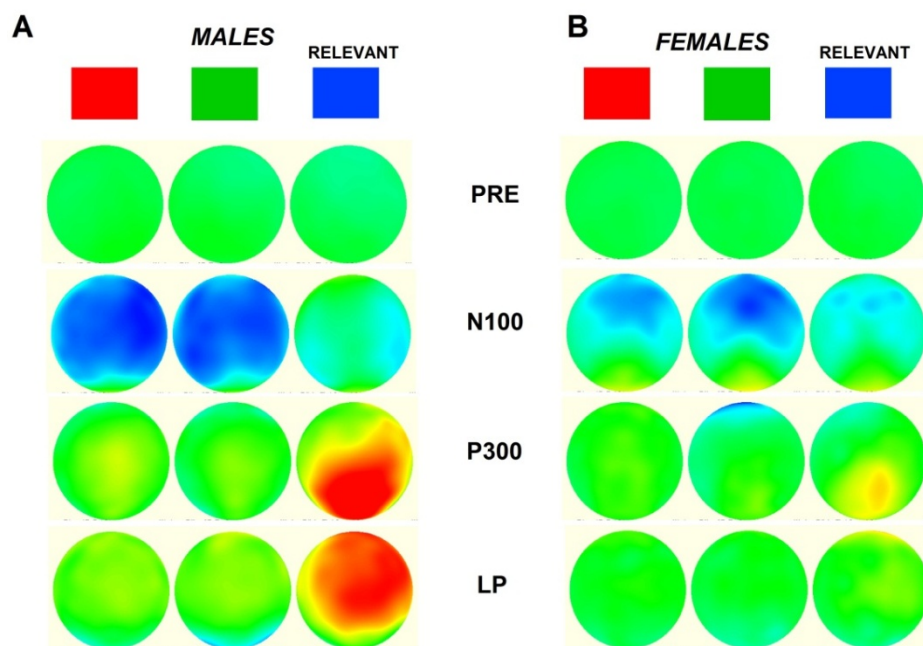 A
MALES
RELEVANT
B
FEMALES
RELEVANT
PRE
N100
P300
LP